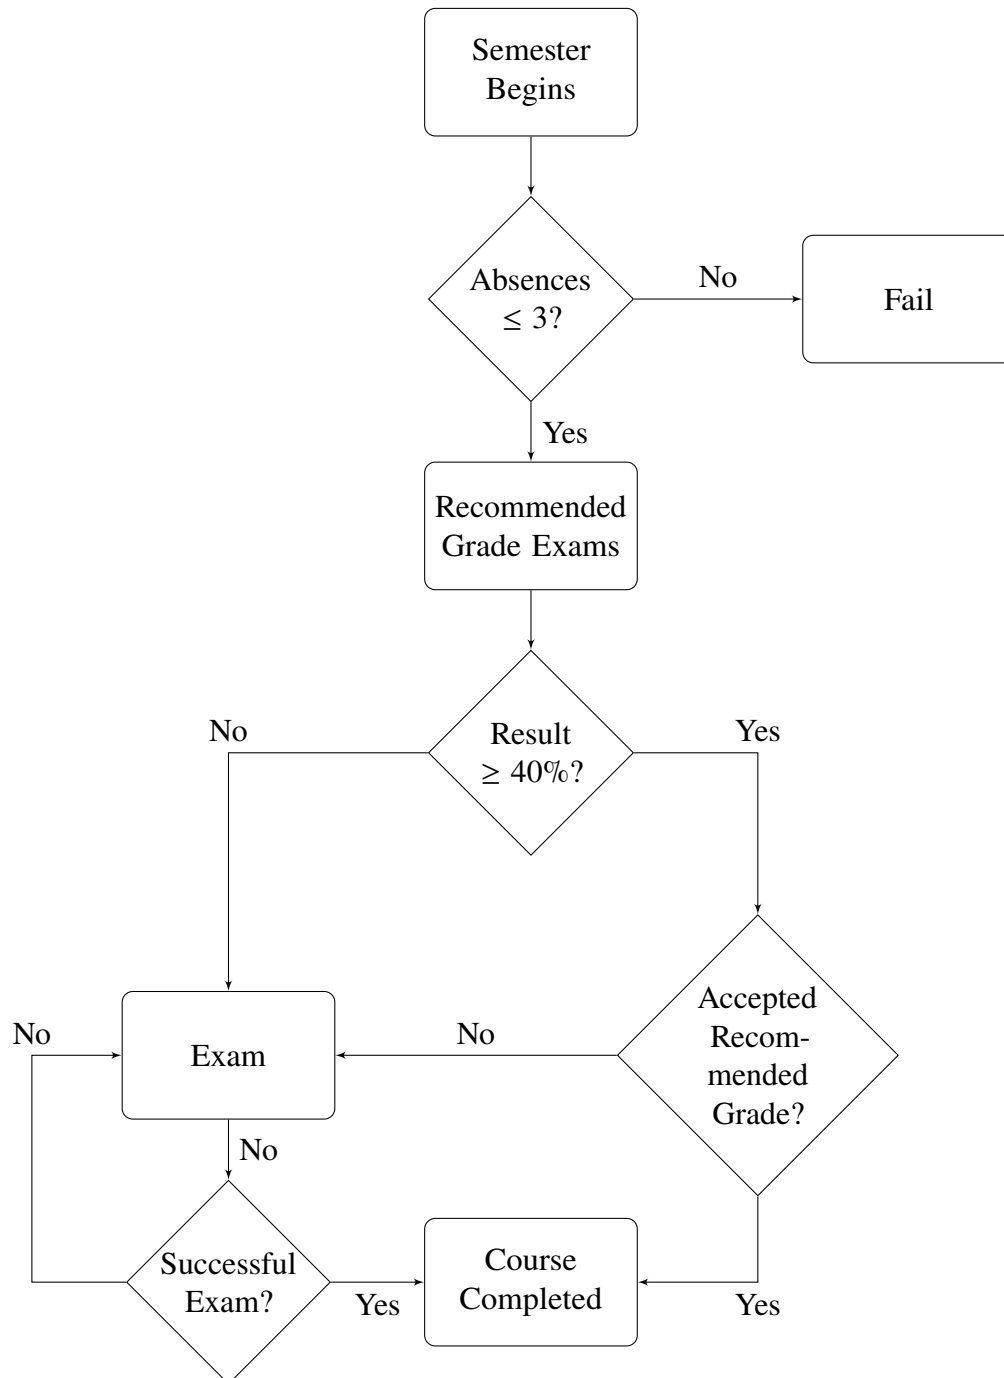 Semester
Begins
Absences
≤ 3?
No
Fail
Yes
Recommended
Grade Exams
Result
≥ 40%?
No
Yes
Accepted
Recom-
mended
Grade?
No
No
Exam
No
Successful
Exam?
Yes
Course
Completed
Yes